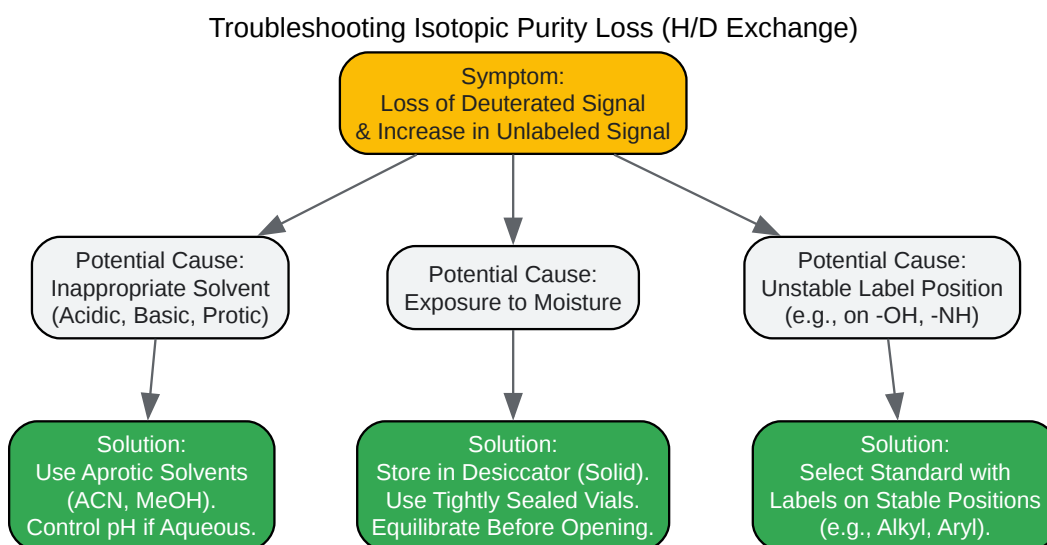 Troubleshooting Isotopic Purity Loss (H/D Exchange)
Symptom:
Loss of Deuterated Signal
& Increase in Unlabeled Signal
Potential Cause:
Inappropriate Solvent
(Acidic, Basic, Protic)
Potential Cause:
Exposure to Moisture
Potential Cause:
Unstable Label Position
(e.g., on -OH, -NH)
Solution:
Use Aprotic Solvents
(ACN, MeOH).
Control pH if Aqueous.
Solution:
Store in Desiccator (Solid).
Use Tightly Sealed Vials.
Equilibrate Before Opening.
Solution:
Select Standard with
Labels on Stable Positions
(e.g., Alkyl, Aryl).